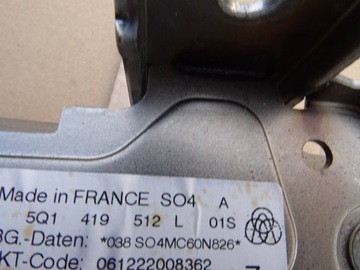 Made in FRANCE SO4 A
5Q1 419 512 L 01S
BG.-Daten: *038 SO4MC60N826*
KT-Code: 061222008362